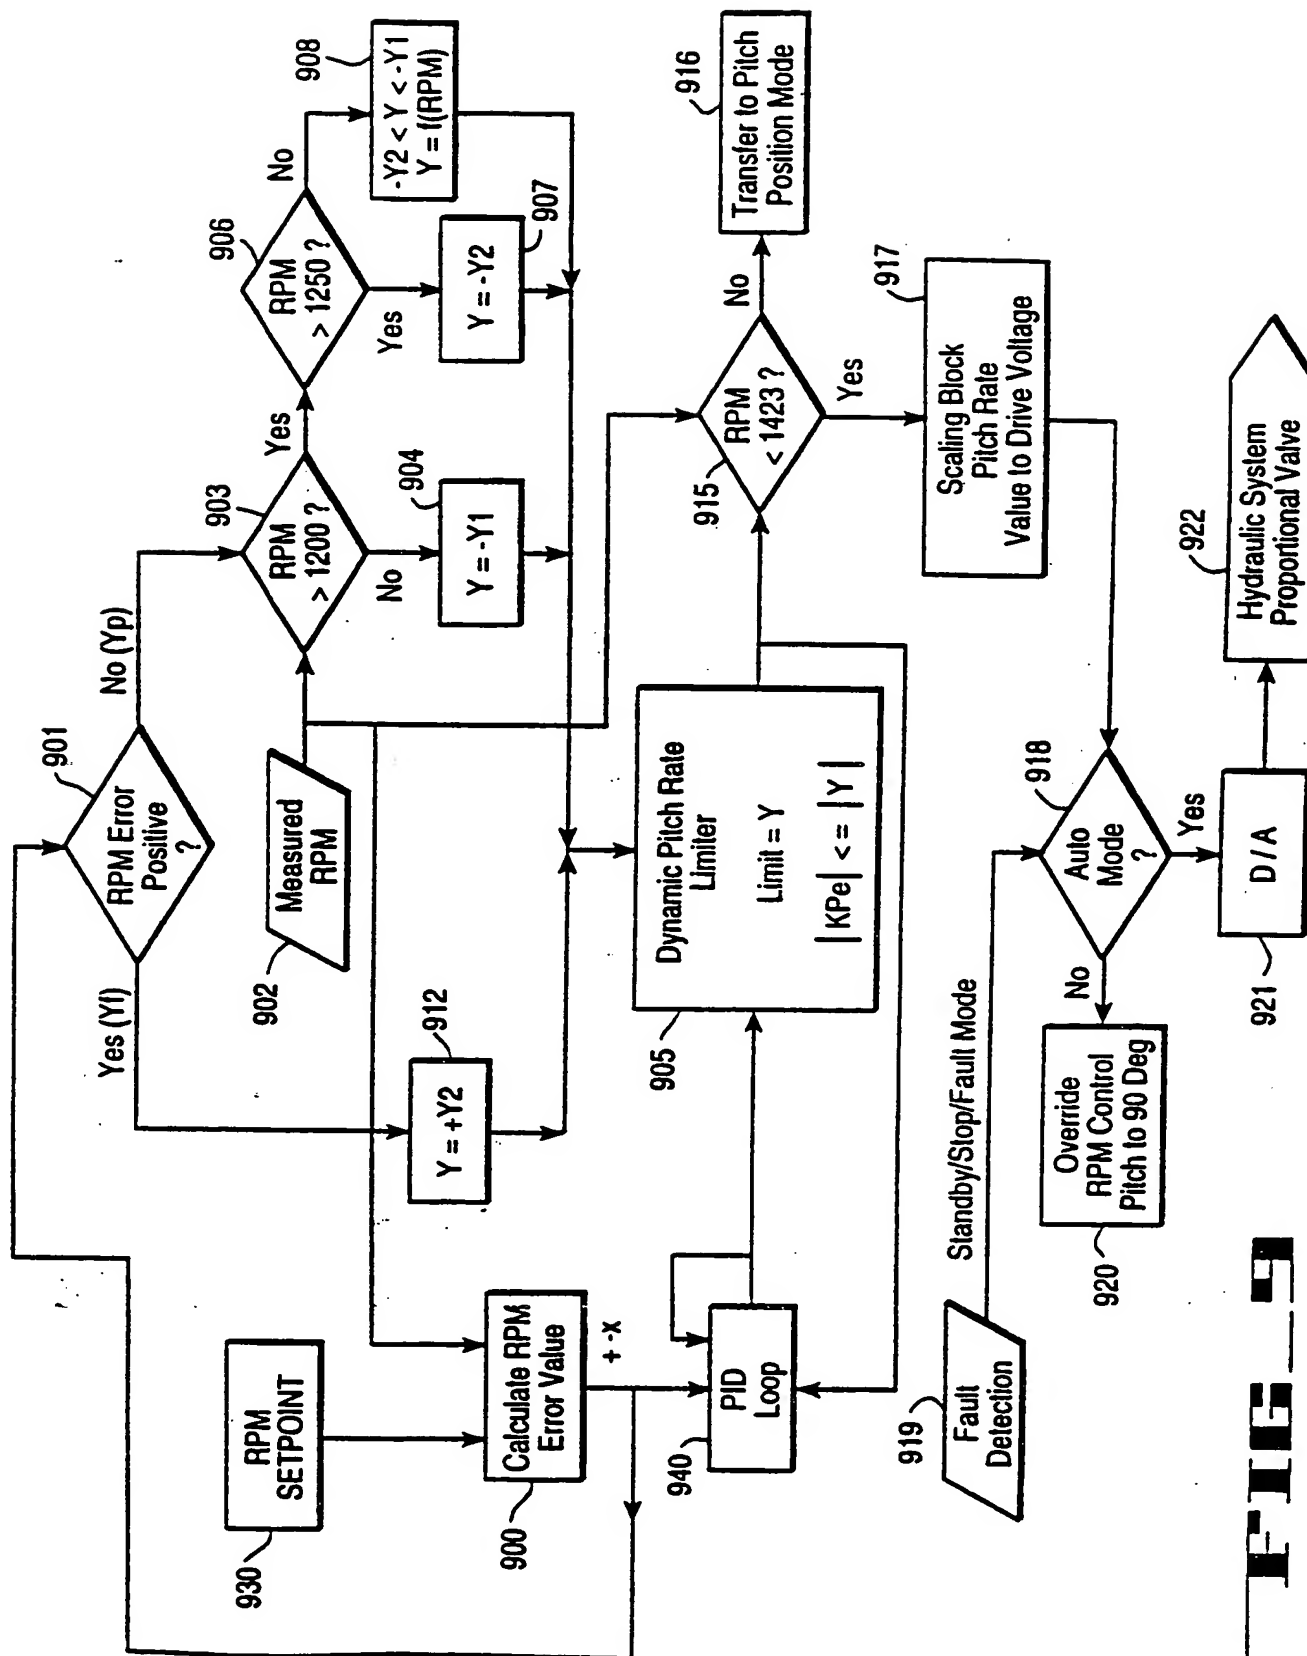 RPM
SETPOINT
930
Calculate RPM
Error Value
900
+ -x
PID
Loop
940
RPM Error
Positive
?
901
Yes (Yl)
No (Yp)
Measured
RPM
902
Y = +Y2
912
RPM
> 1200 ?
903
Yes
No
Y = -Y1
904
RPM
> 1250 ?
906
No
Yes
Y = -Y2
907
-Y2 < Y < -Y1
Y = f((RPM)
908
Dynamic Pitch Rate
Limiter
Limit = Y
|KPe| <= |Y|
905
RPM
< 1423 ?
915
No
Yes
Transfer to Pitch
Position Mode
916
Scaling Block
Pitch Rate
Value to Drive Voltage
917
Fault
Detection
919
Standby/Stop/Fault Mode
Auto
Mode
?
918
No
Yes
Override
RPM Control
Pitch to 90 Deg
920
D / A
921
Hydraulic System
Proportional Valve
922
FIG 9